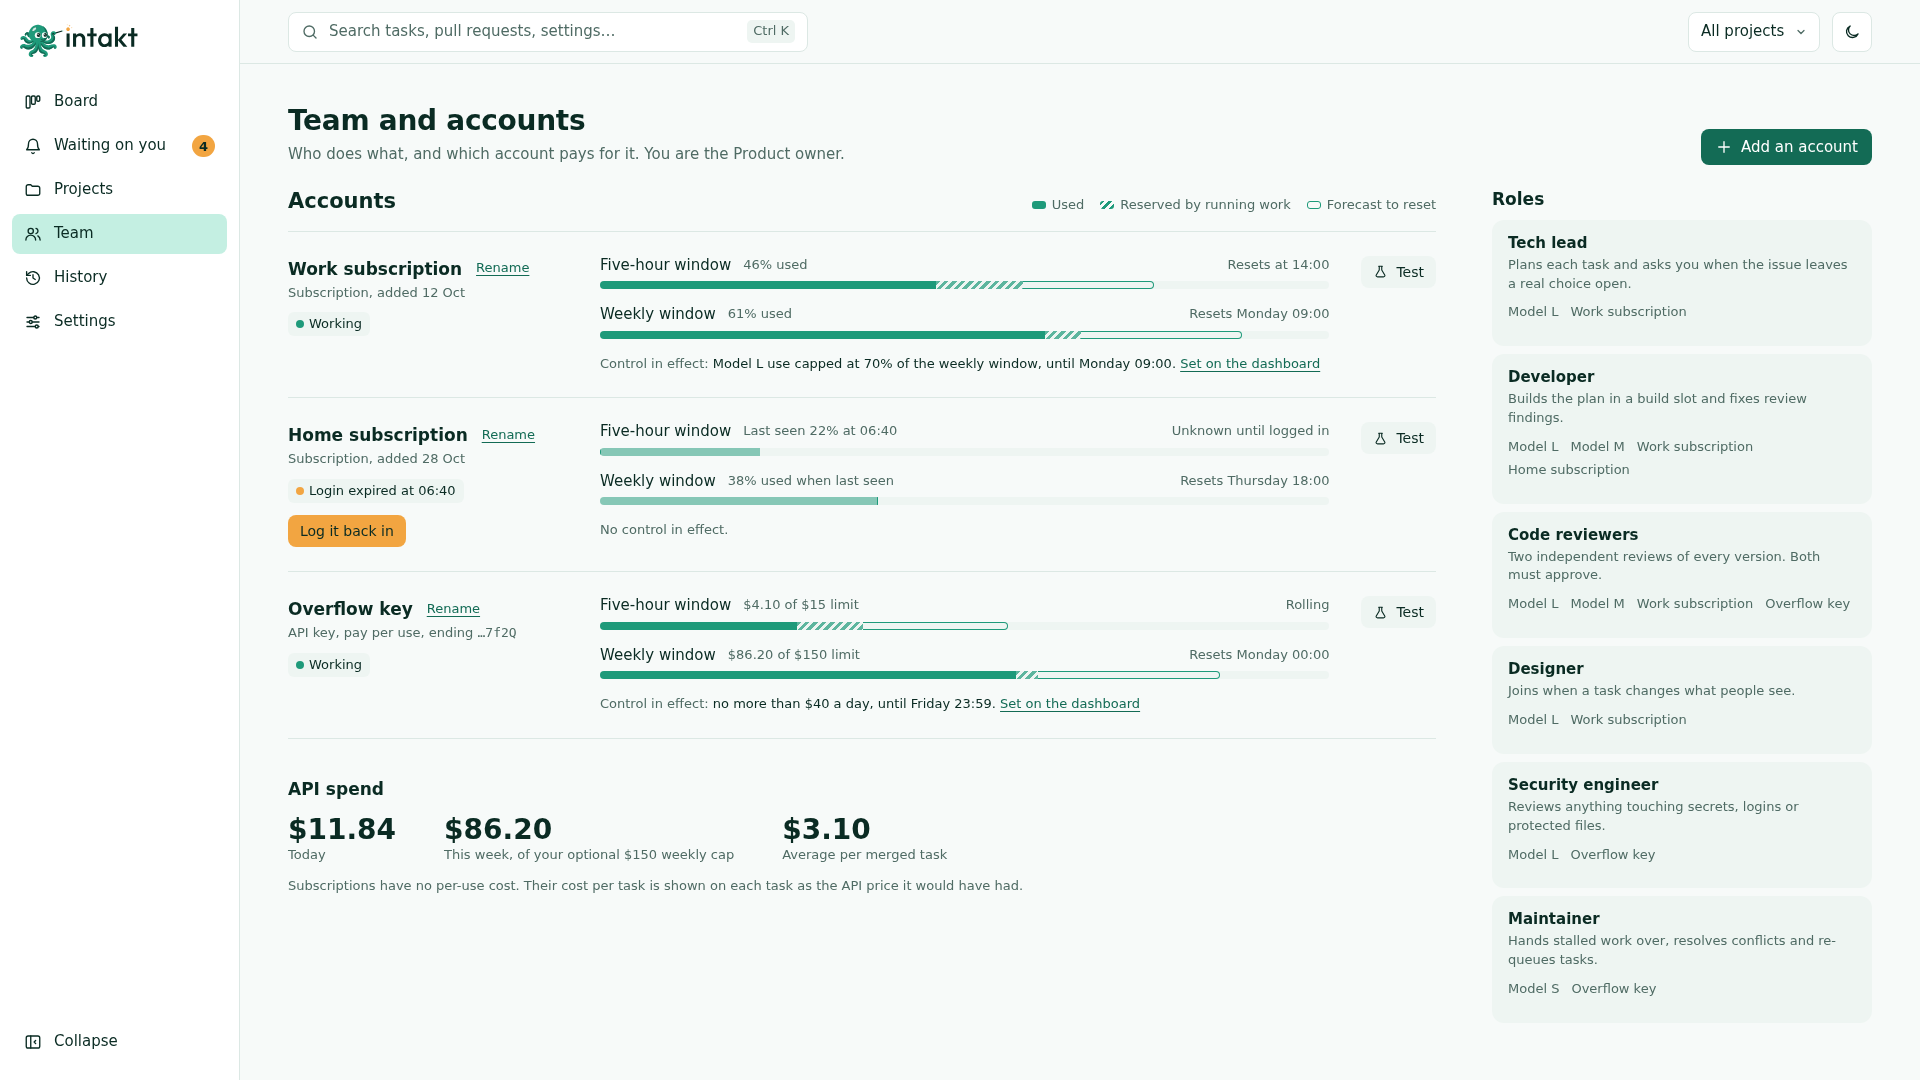 intakt
Search tasks, pull requests, settings... Ctrl K
All projects
Board
Waiting on you 4
Projects
Team
History
Settings
Collapse
Team and accounts
Who does what, and which account pays for it. You are the Product owner.
Add an account
Accounts
Used Reserved by running work Forecast to reset
Work subscription Rename
Subscription, added 12 Oct
Working
Five-hour window 46% used Resets at 14:00
Weekly window 61% used Resets Monday 09:00
Control in effect: Model L use capped at 70% of the weekly window, until Monday 09:00. Set on the dashboard
Test
Home subscription Rename
Subscription, added 28 Oct
Login expired at 06:40
Log it back in
Five-hour window Last seen 22% at 06:40 Unknown until logged in
Weekly window 38% used when last seen Resets Thursday 18:00
No control in effect.
Test
Overflow key Rename
API key, pay per use, ending …7f2Q
Working
Five-hour window $4.10 of $15 limit Rolling
Weekly window $86.20 of $150 limit Resets Monday 00:00
Control in effect: no more than $40 a day, until Friday 23:59. Set on the dashboard
Test
API spend
$11.84
Today
$86.20
This week, of your optional $150 weekly cap
$3.10
Average per merged task
Subscriptions have no per-use cost. Their cost per task is shown on each task as the API price it would have had.
Roles
Tech lead
Plans each task and asks you when the issue leaves
a real choice open.
Model L Work subscription
Developer
Builds the plan in a build slot and fixes review
findings.
Model L Model M Work subscription
Home subscription
Code reviewers
Two independent reviews of every version. Both
must approve.
Model L Model M Work subscription Overflow key
Designer
Joins when a task changes what people see.
Model L Work subscription
Security engineer
Reviews anything touching secrets, logins or
protected files.
Model L Overflow key
Maintainer
Hands stalled work over, resolves conflicts and re-
queues tasks.
Model S Overflow key